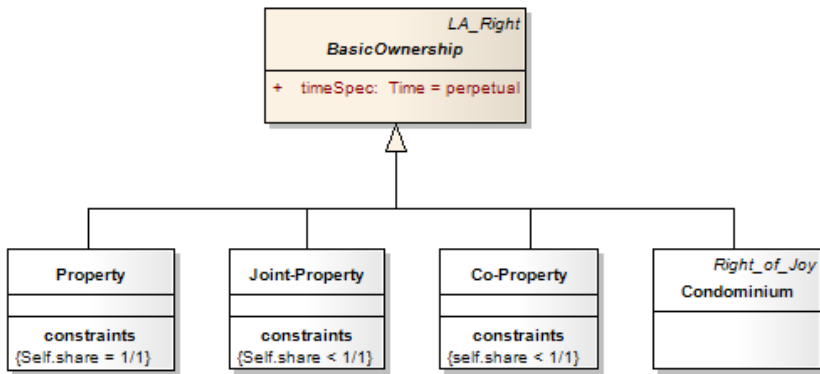 LA_Right
BasicOwnership
+ timeSpec: Time = perpetual
Property
constraints
{Self.share = 1/1}
Joint-Property
constraints
{Self.share < 1/1}
Co-Property
constraints
{self.share < 1/1}
Right_of_Joy
Condominium